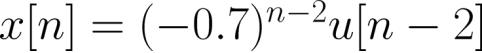 x[n] = (−0.7)^{n−2}u[n − 2]